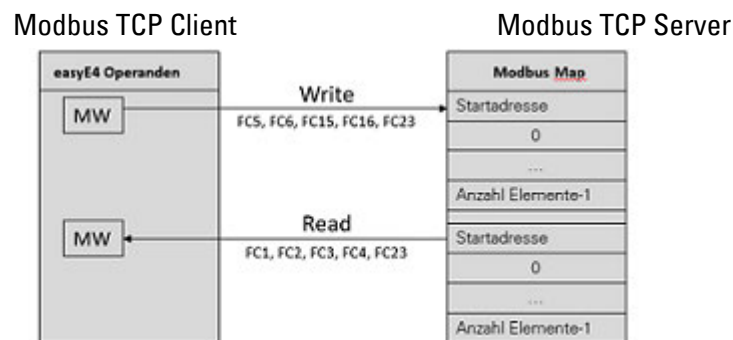 Modbus TCP Client
Modbus TCP Server
easyE4 Operanden
MW
Write
FC5, FC6, FC15, FC16, FC23
Modbus Map
Startadresse
0
...
Anzahl Elemente-1
MW
Read
FC1, FC2, FC3, FC4, FC23
Startadresse
0
...
Anzahl Elemente-1